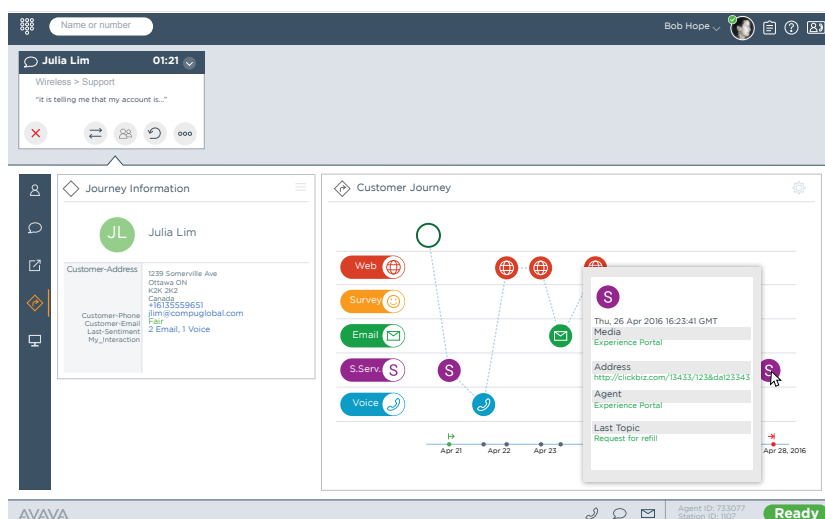 Name or number
Bob Hope
Julia Lim
01:21
Wireless > Support
"it is telling me that my account is..."
Journey Information
JL
Julia Lim
Customer-Address
1239 Somerville Ave
Ottawa ON
K2K 2K2
Canada
Customer-Phone
+16135559651
Customer-Email
jlim@compuglobal.com
Last-Sentiment
Fair
My_Interaction
2 Email, 1 Voice
Customer Journey
Web
Survey
Email
S.Serv.
S
Voice
S
S
Apr 21
Apr 22
Apr 23
Apr 28, 2016
S
Thu, 26 Apr 2016 16:23:41 GMT
Media
Experience Portal
Address
http://clickbiz.com/13433/123&da123343
Agent
Experience Portal
Last Topic
Request for refill
AVAYA
Agent ID: 733077
Station ID: 1107
Ready